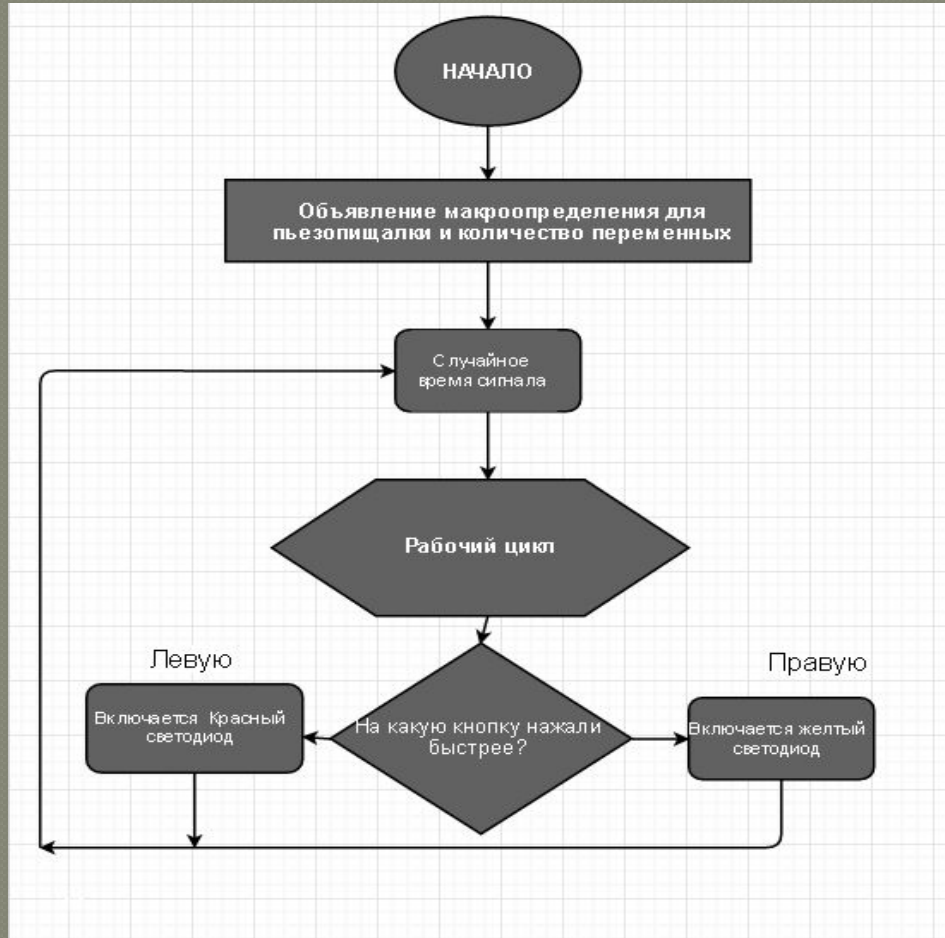 НАЧАЛО
Объявление макроопределения для
пьезопищалки и количество переменных
Случайное
время сигнала
Рабочий цикл
Левую
Правую
Включается Красный
светодиод
На какую кнопку нажали
быстрее?
Включается желтый
светодиод